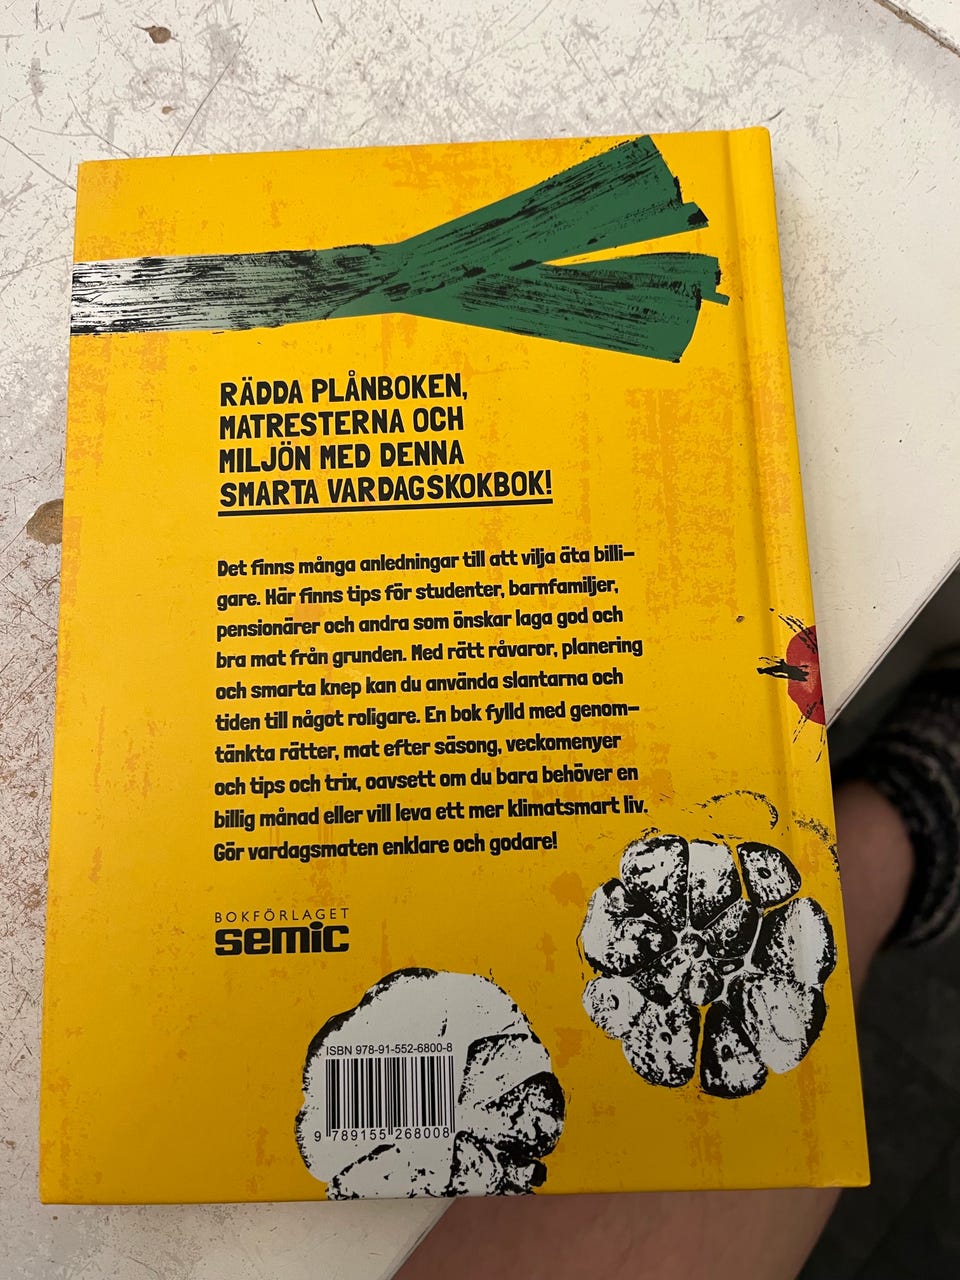 RÄDDA PLÅNBOKEN,
MATRESTERNA OCH
MILJÖN MED DENNA
SMARTA VARDAGSKOKBOK!
Det finns många anledningar till att vilja äta billi-
gare. Här finns tips för studenter, barnfamiljer,
pensionärer och andra som önskar laga god och
bra mat från grunden. Med rätt råvaror, planering
och smarta knep kan du använda slantarna och
tiden till något roligare. En bok fylld med genom-
tänkta rätter, mat efter säsong, veckomenyer
och tips och trix, oavsett om du bara behöver en
billig månad eller vill leva ett mer klimatsmart liv.
Gör vardagsmaten enklare och godare!
BOKFÖRLAGET
semic
ISBN 978-91-552-6800-8
9 789155 268008